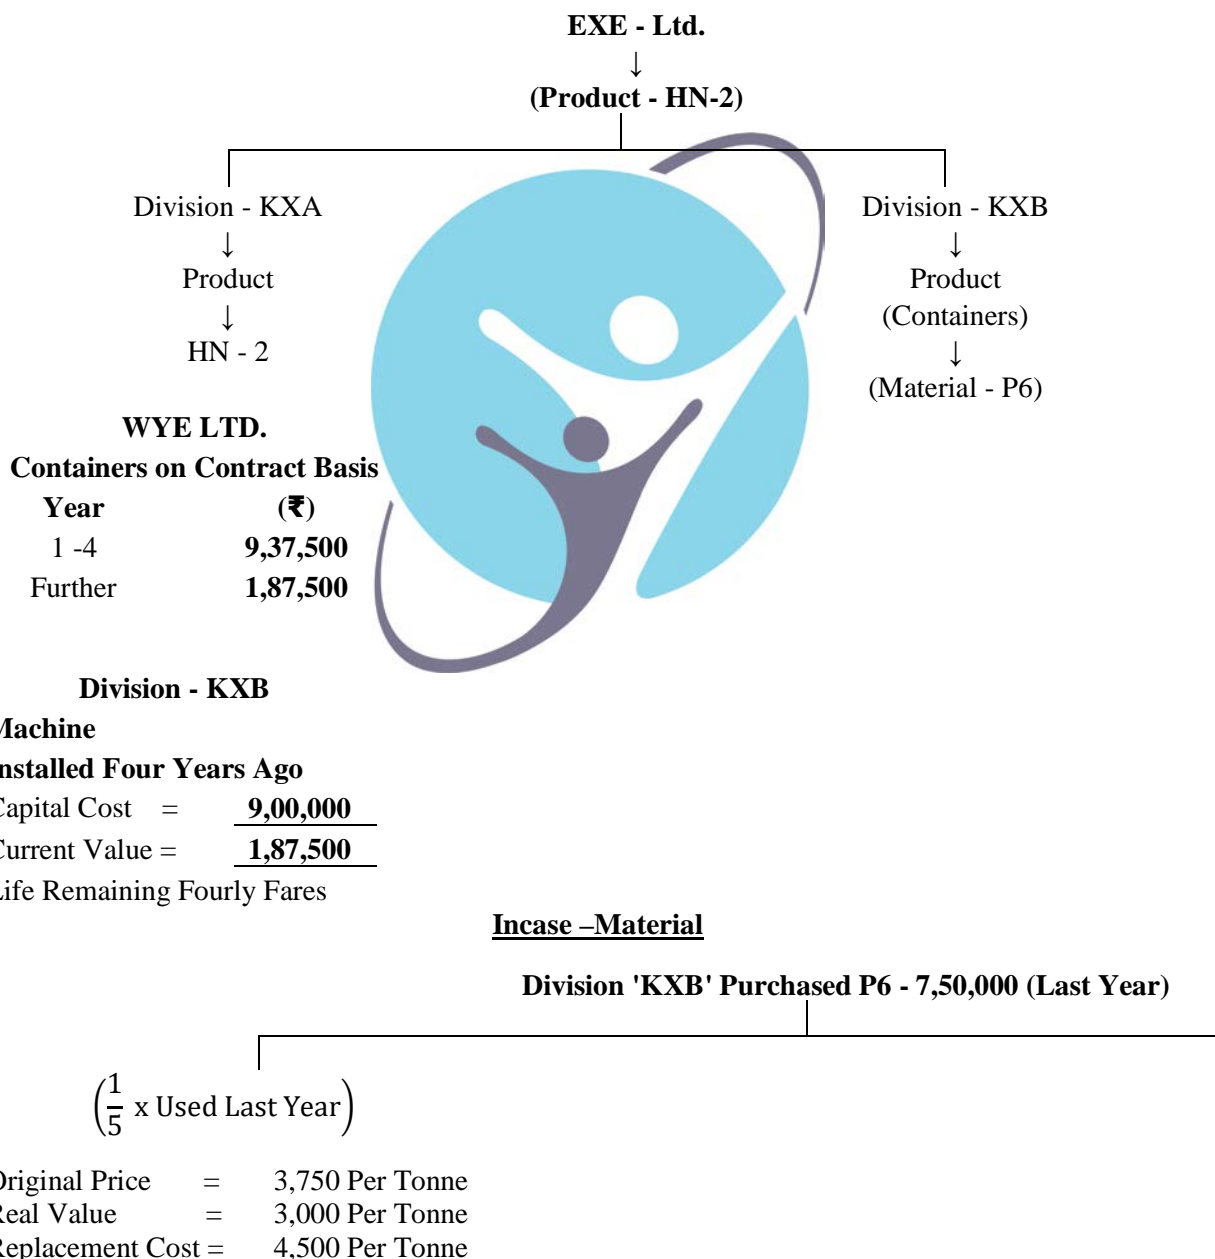 EXE - Ltd.
↓
(Product - HN-2)
Division - KXA
↓
Product
↓
HN - 2
Division - KXB
↓
Product
(Containers)
↓
(Material - P6)
WYE LTD.
Containers on Contract Basis
Year (₹)
1 -4 9,37,500
Further 1,87,500
Division - KXB
Machine
nstalled Four Years Ago
Capital Cost = 9,00,000
Current Value = 1,87,500
Life Remaining Fourly Fares
Incase –Material
Division 'KXB' Purchased P6 - 7,50,000 (Last Year)
(1/5 x Used Last Year)
Original Price = 3,750 Per Tonne
Real Value = 3,000 Per Tonne
Replacement Cost = 4,500 Per Tonne